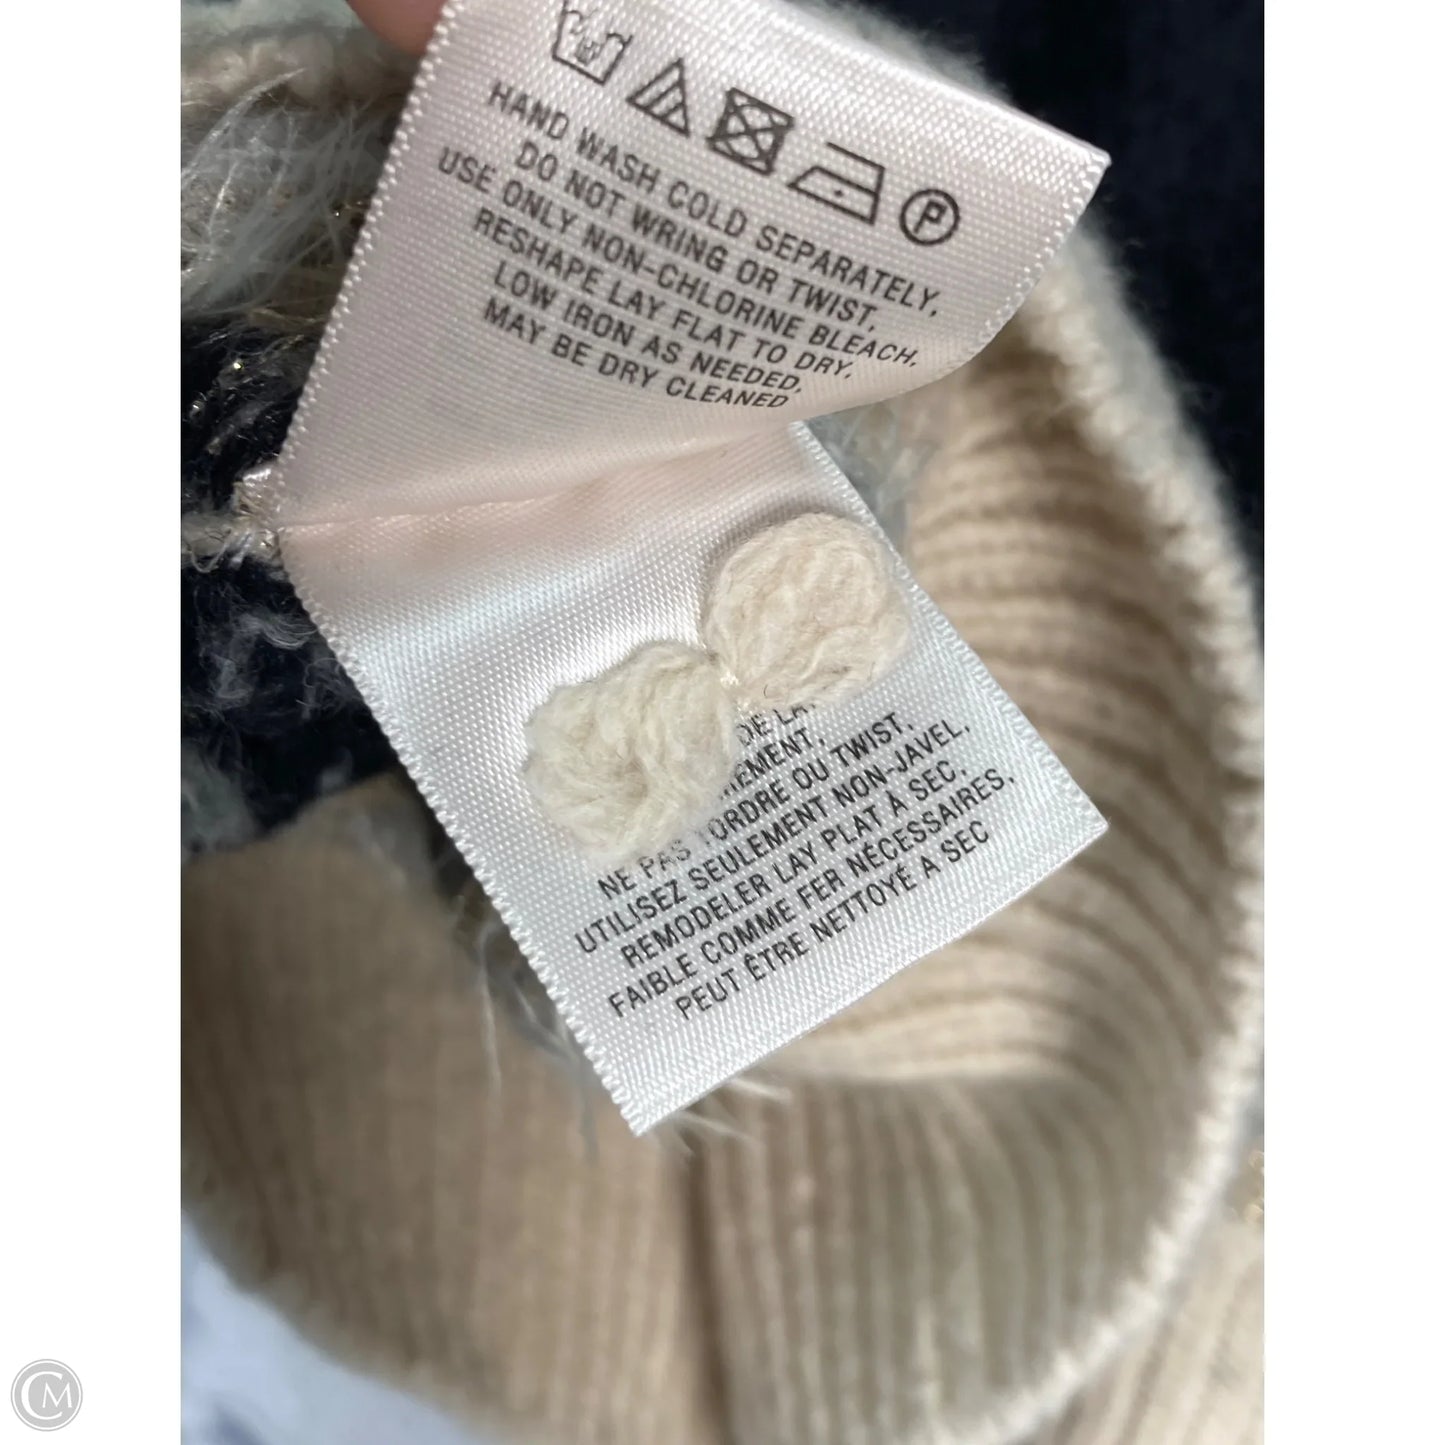 HAND WASH COLD SEPARATELY,
DO NOT WRING OR TWIST,
USE ONLY NON-CHLORINE BLEACH,
RESHAPE LAY FLAT TO DRY,
LOW IRON AS NEEDED,
MAY BE DRY CLEANED
P
DE
NE PAS TORDRE OU TWIST,
UTILISEZ SEULEMENT NON-JAVEL,
REMODELER LAY PLAT À SEC,
FAIBLE COMME FER NÉCESSAIRES,
PEUT ÊTRE NETTOYÉ A SEC
CM